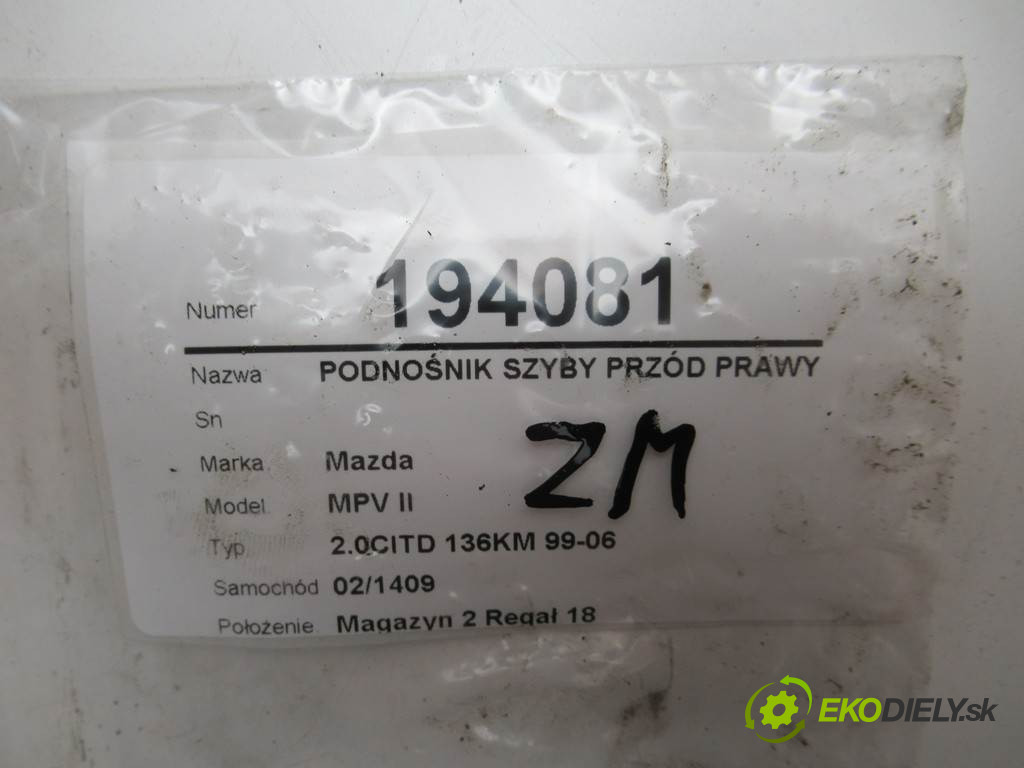 Numer 194081
Nazwa PODNOŚNIK SZYBY PRZÓD PRAWY
Sn
Marka Mazda
ZM
Model MPV II
Typ 2.0CITD 136KM 99-06
Samochód 02/1409
Położenie Magazyn 2 Regał 18
EKODIELY.sk